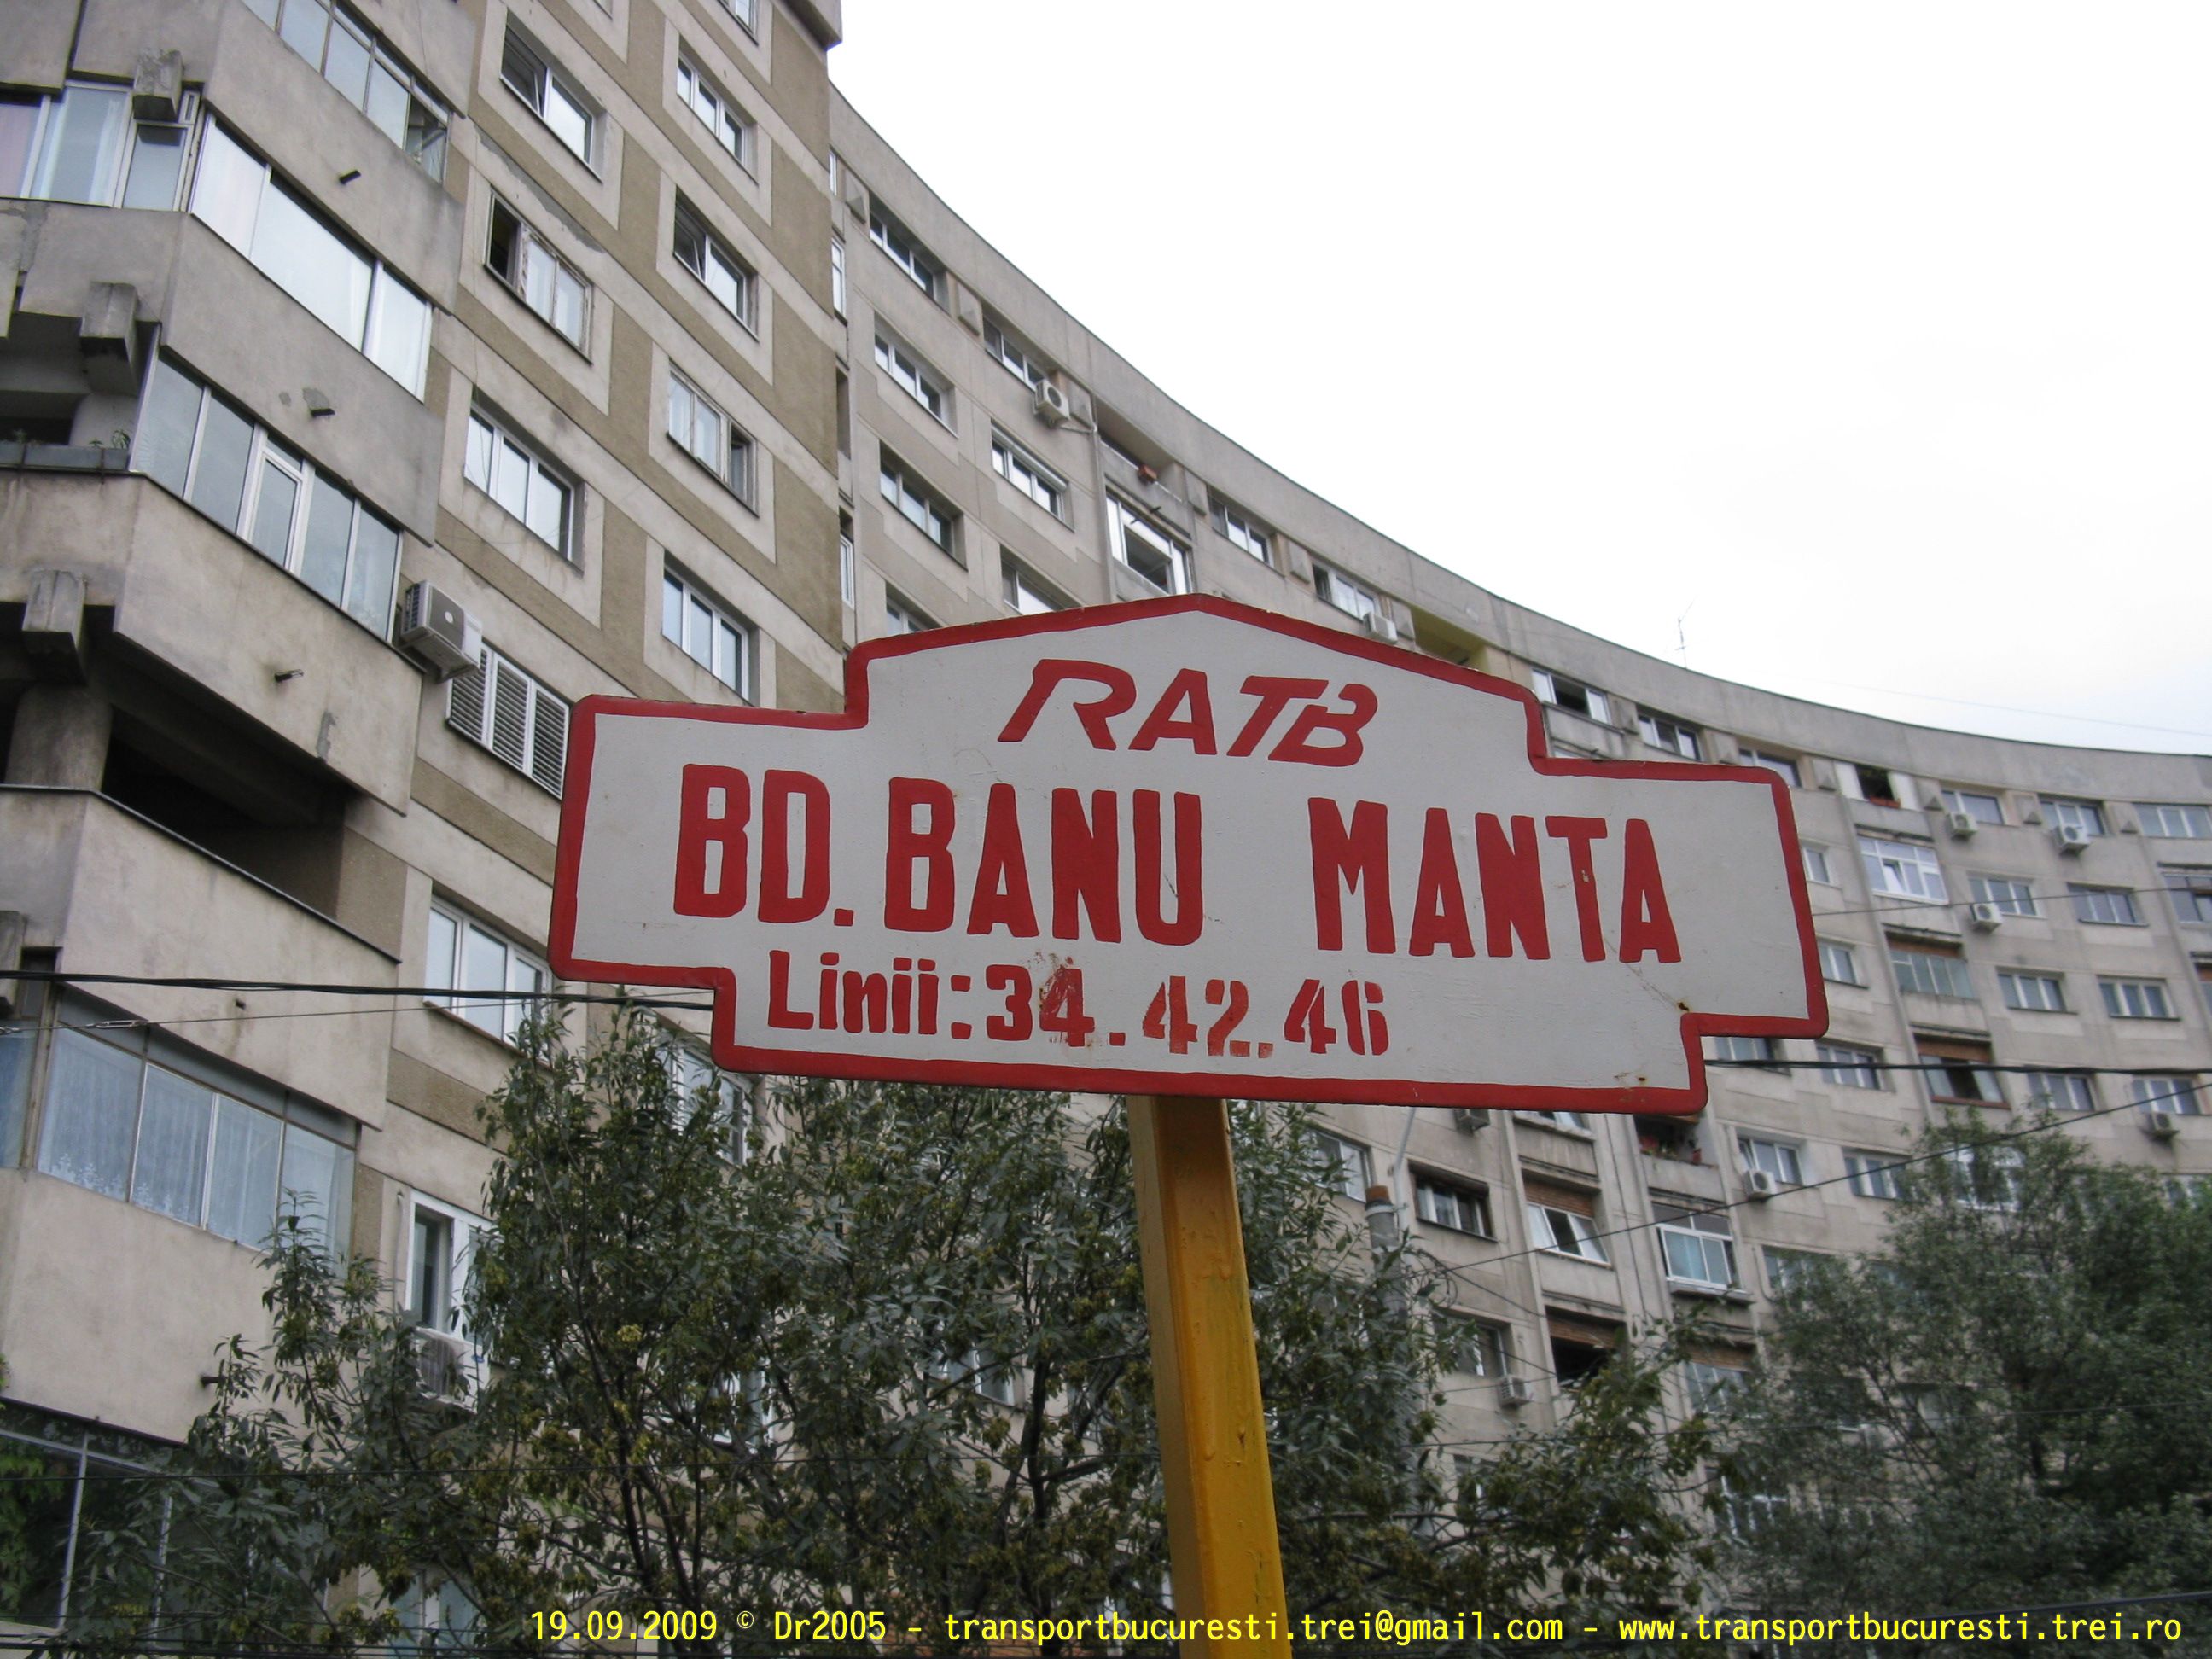 RATB
BD. BANU MANTA
Linii: 34. 42. 46
19.09.2009 © Dr2005 - transportbucuresti.trei@gmail.com - www.transportbucuresti.trei.ro